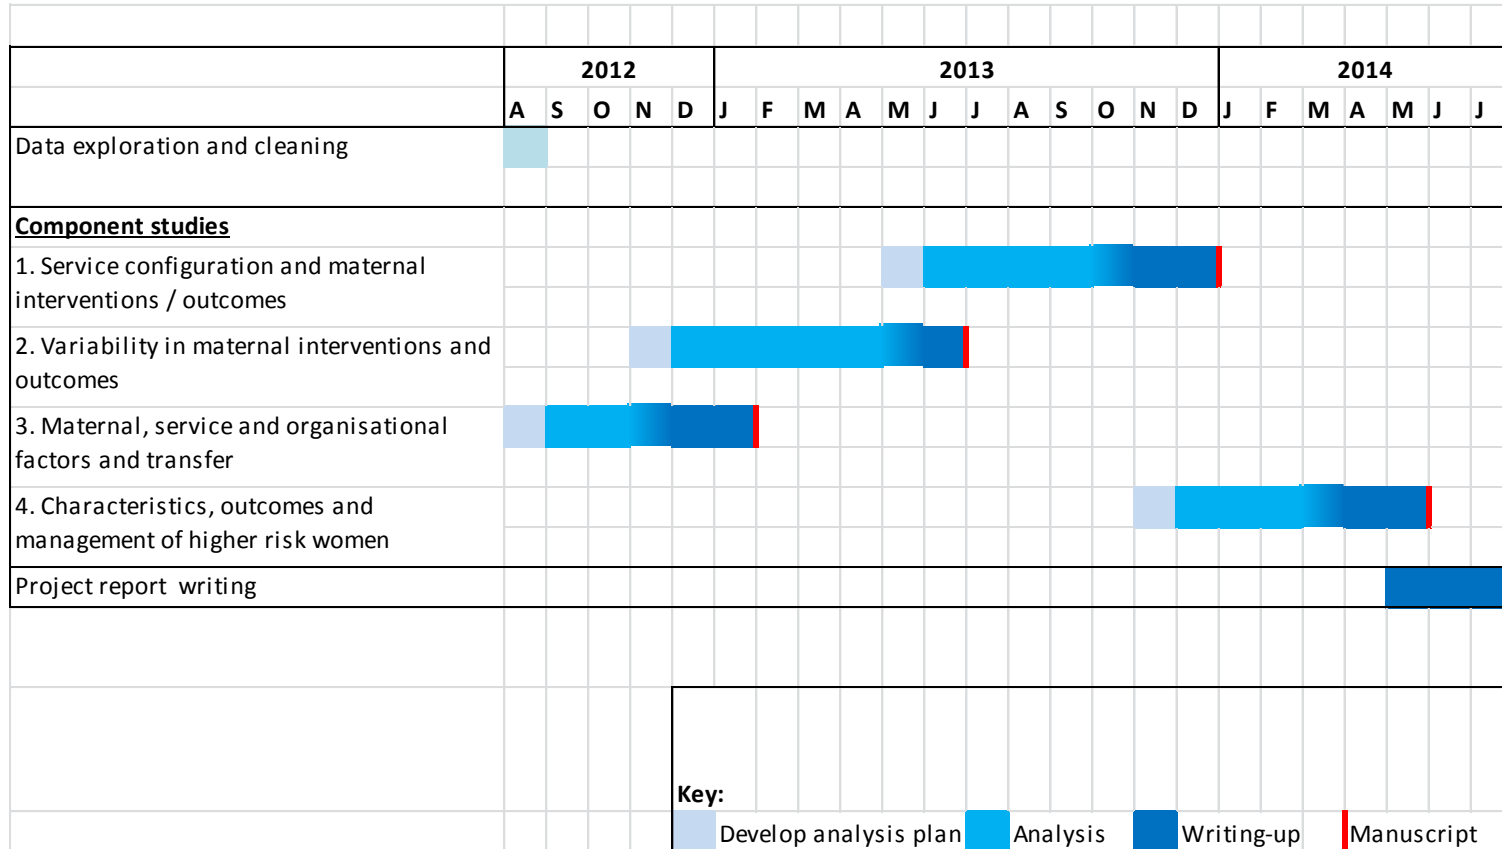 2012 2013 2014
A S O N D J F M A M J J A S O N D J F M A M J J
Data exploration and cleaning
Component studies
1. Service configuration and maternal
interventions / outcomes
2. Variability in maternal interventions and
outcomes
3. Maternal, service and organisational
factors and transfer
4. Characteristics, outcomes and
management of higher risk women
Project report writing
Key:
Develop analysis plan Analysis Writing-up Manuscript